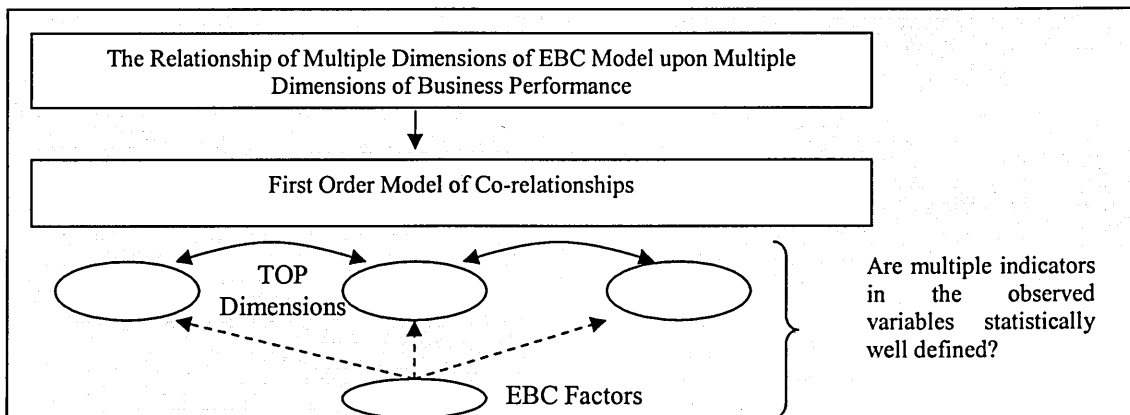 The Relationship of Multiple Dimensions of EBC Model upon Multiple
Dimensions of Business Performance
First Order Model of Co-relationships
TOP
Dimensions
Are multiple indicators
in the observed
variables statistically
well defined?
EBC Factors